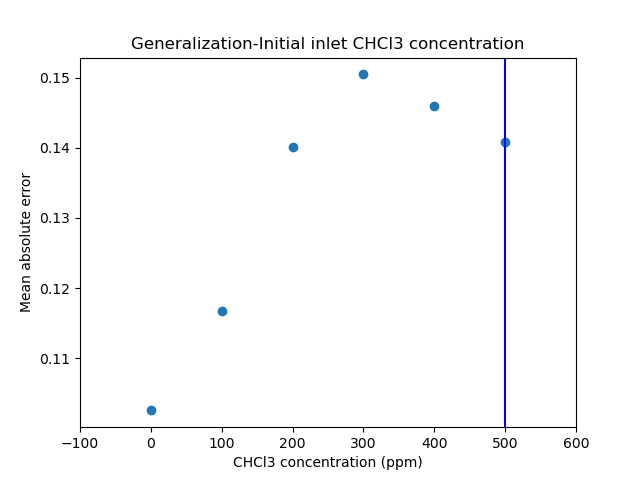 Generalization-Initial inlet CHCl3 concentration
0.15
0.14
0.13
0.12
0.11
Mean absolute error
−100 0 100 200 300 400 500 600
CHCl3 concentration (ppm)